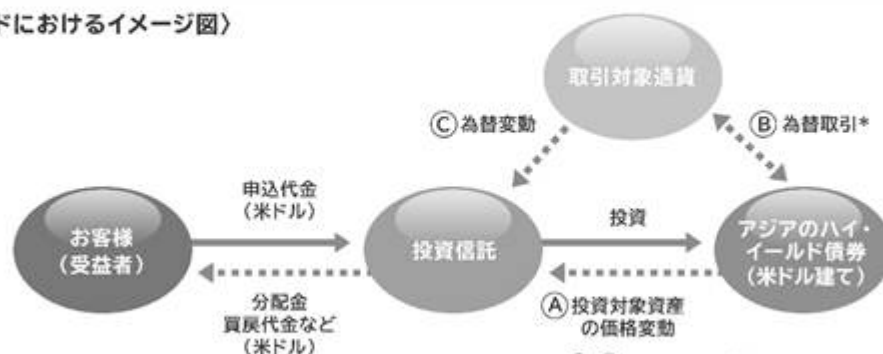 ドにおけるイメージ図〉
取引対象通貨
Ⓒ為替変動
Ⓑ 為替取引*
申込代金
（米ドル）
投資
お客様
（受益者）
投資信託
アジアのハイ・
イールド債券
（米ドル建て）
分配金
買戻代金など
（米ドル）
Ⓐ投資対象資産
の価格変動